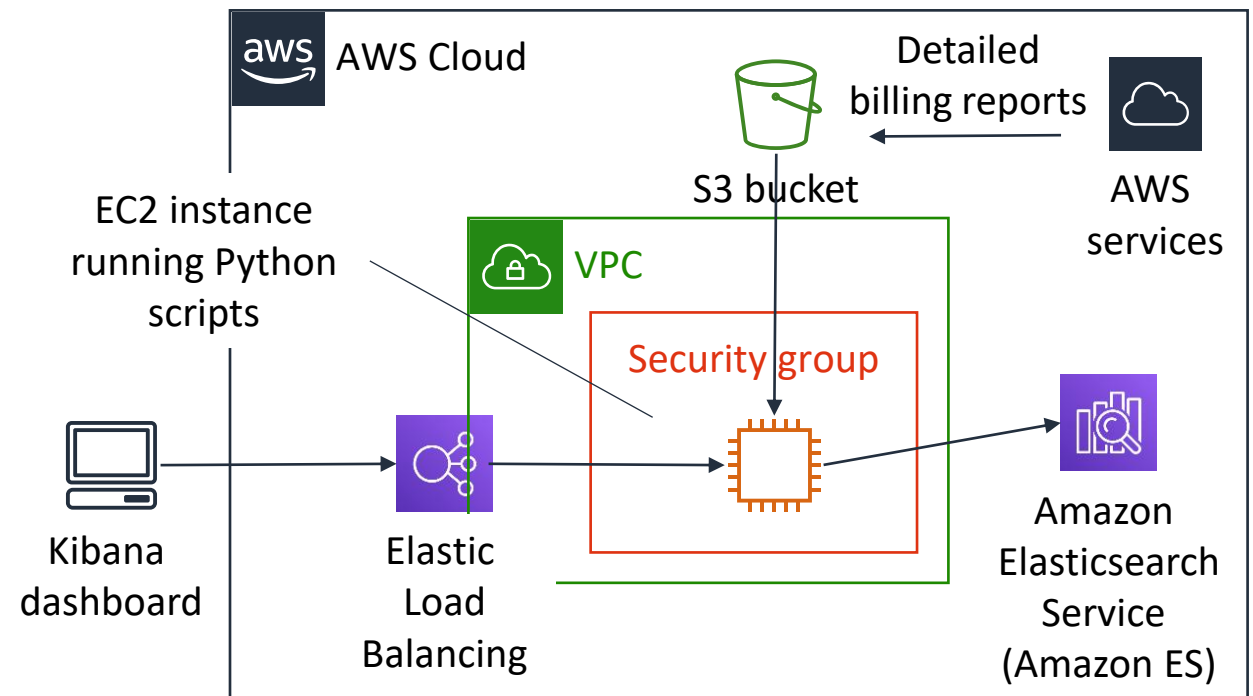 aws
AWS Cloud
Detailed
billing reports
S3 bucket
AWS
services
EC2 instance
running Python
scripts
VPC
Security group
Kibana
dashboard
Elastic
Load
Balancing
Amazon
Elasticsearch
Service
(Amazon ES)